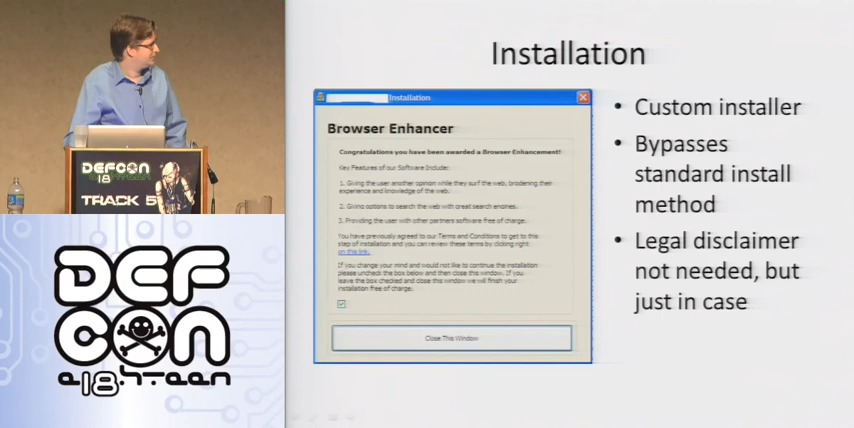 Installation
Installation
Browser Enhancer
Congratulations you have been awarded a Browser Enhancement!
Key Features of our Software Include:
1. Giving the user another opinion while they surf the web, brodening their
experience and knowledge of the web.
2. Giving options to search the web with creat search engines.
3. Providing the user with other partners software free of charge.
You have previously agreed to our Terms and Conditions to get to this
step of installation and you can review these terms by clicking right
on this link.
If you change your mind and would not like to continue the installation
please uncheck the box below and then close this window. If you
leave the box checked and close this window we will finish your
installation free of charge.
Close This Window
• Custom installer
• Bypasses
standard install
method
• Legal disclaimer
not needed, but
just in case
DEFCON
18
TRACK 5
DEF
CON
e18hteen